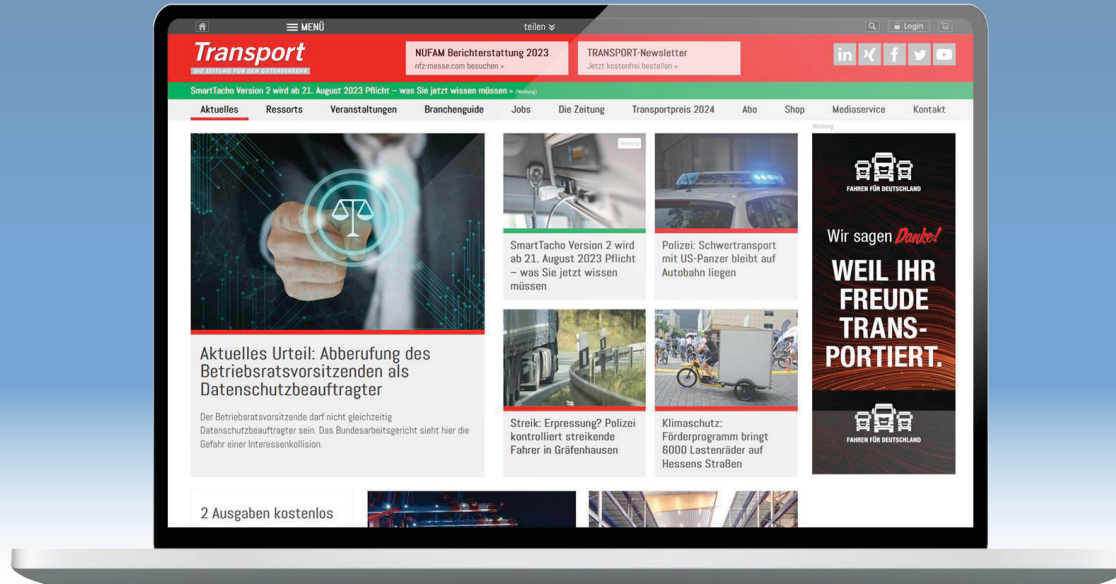 MENÜ
teilen
Login
Transport
DIE ZEITUNG FÜR DEN GÜTERVERKEHR
NUFAM Berichterstattung 2023
nfz-messe.com besuchen »
TRANSPORT-Newsletter
Jetzt kostenfrei bestellen »
in f
SmartTacho Version 2 wird ab 21. August 2023 Pflicht – was Sie jetzt wissen müssen » (Werbung)
Aktuelles Ressorts Veranstaltungen Branchenguide Jobs Die Zeitung Transportpreis 2024 Abo Shop Mediaservice Kontakt
Werbung
Aktuelles Urteil: Abberufung des
Betriebsratsvorsitzenden als
Datenschutzbeauftragter
Der Betriebsratsvorsitzende darf nicht gleichzeitig
Datenschutzbeauftragter sein. Das Bundesarbeitsgericht sieht hier die
Gefahr einer Interessenkollision.
Werbung
SmartTacho Version 2 wird
ab 21. August 2023 Pflicht
– was Sie jetzt wissen
müssen
Polizei: Schwertransport
mit US-Panzer bleibt auf
Autobahn liegen
Streik: Erpressung? Polizei
kontrolliert streikende
Fahrer in Gräfenhausen
Klimaschutz:
Förderprogramm bringt
6000 Lastenräder auf
Hessens Straßen
FAHREN FÜR DEUTSCHLAND
Wir sagen Danke!
WEIL IHR
FREUDE
TRANS-
PORTIERT.
FAHREN FÜR DEUTSCHLAND
2 Ausgaben kostenlos